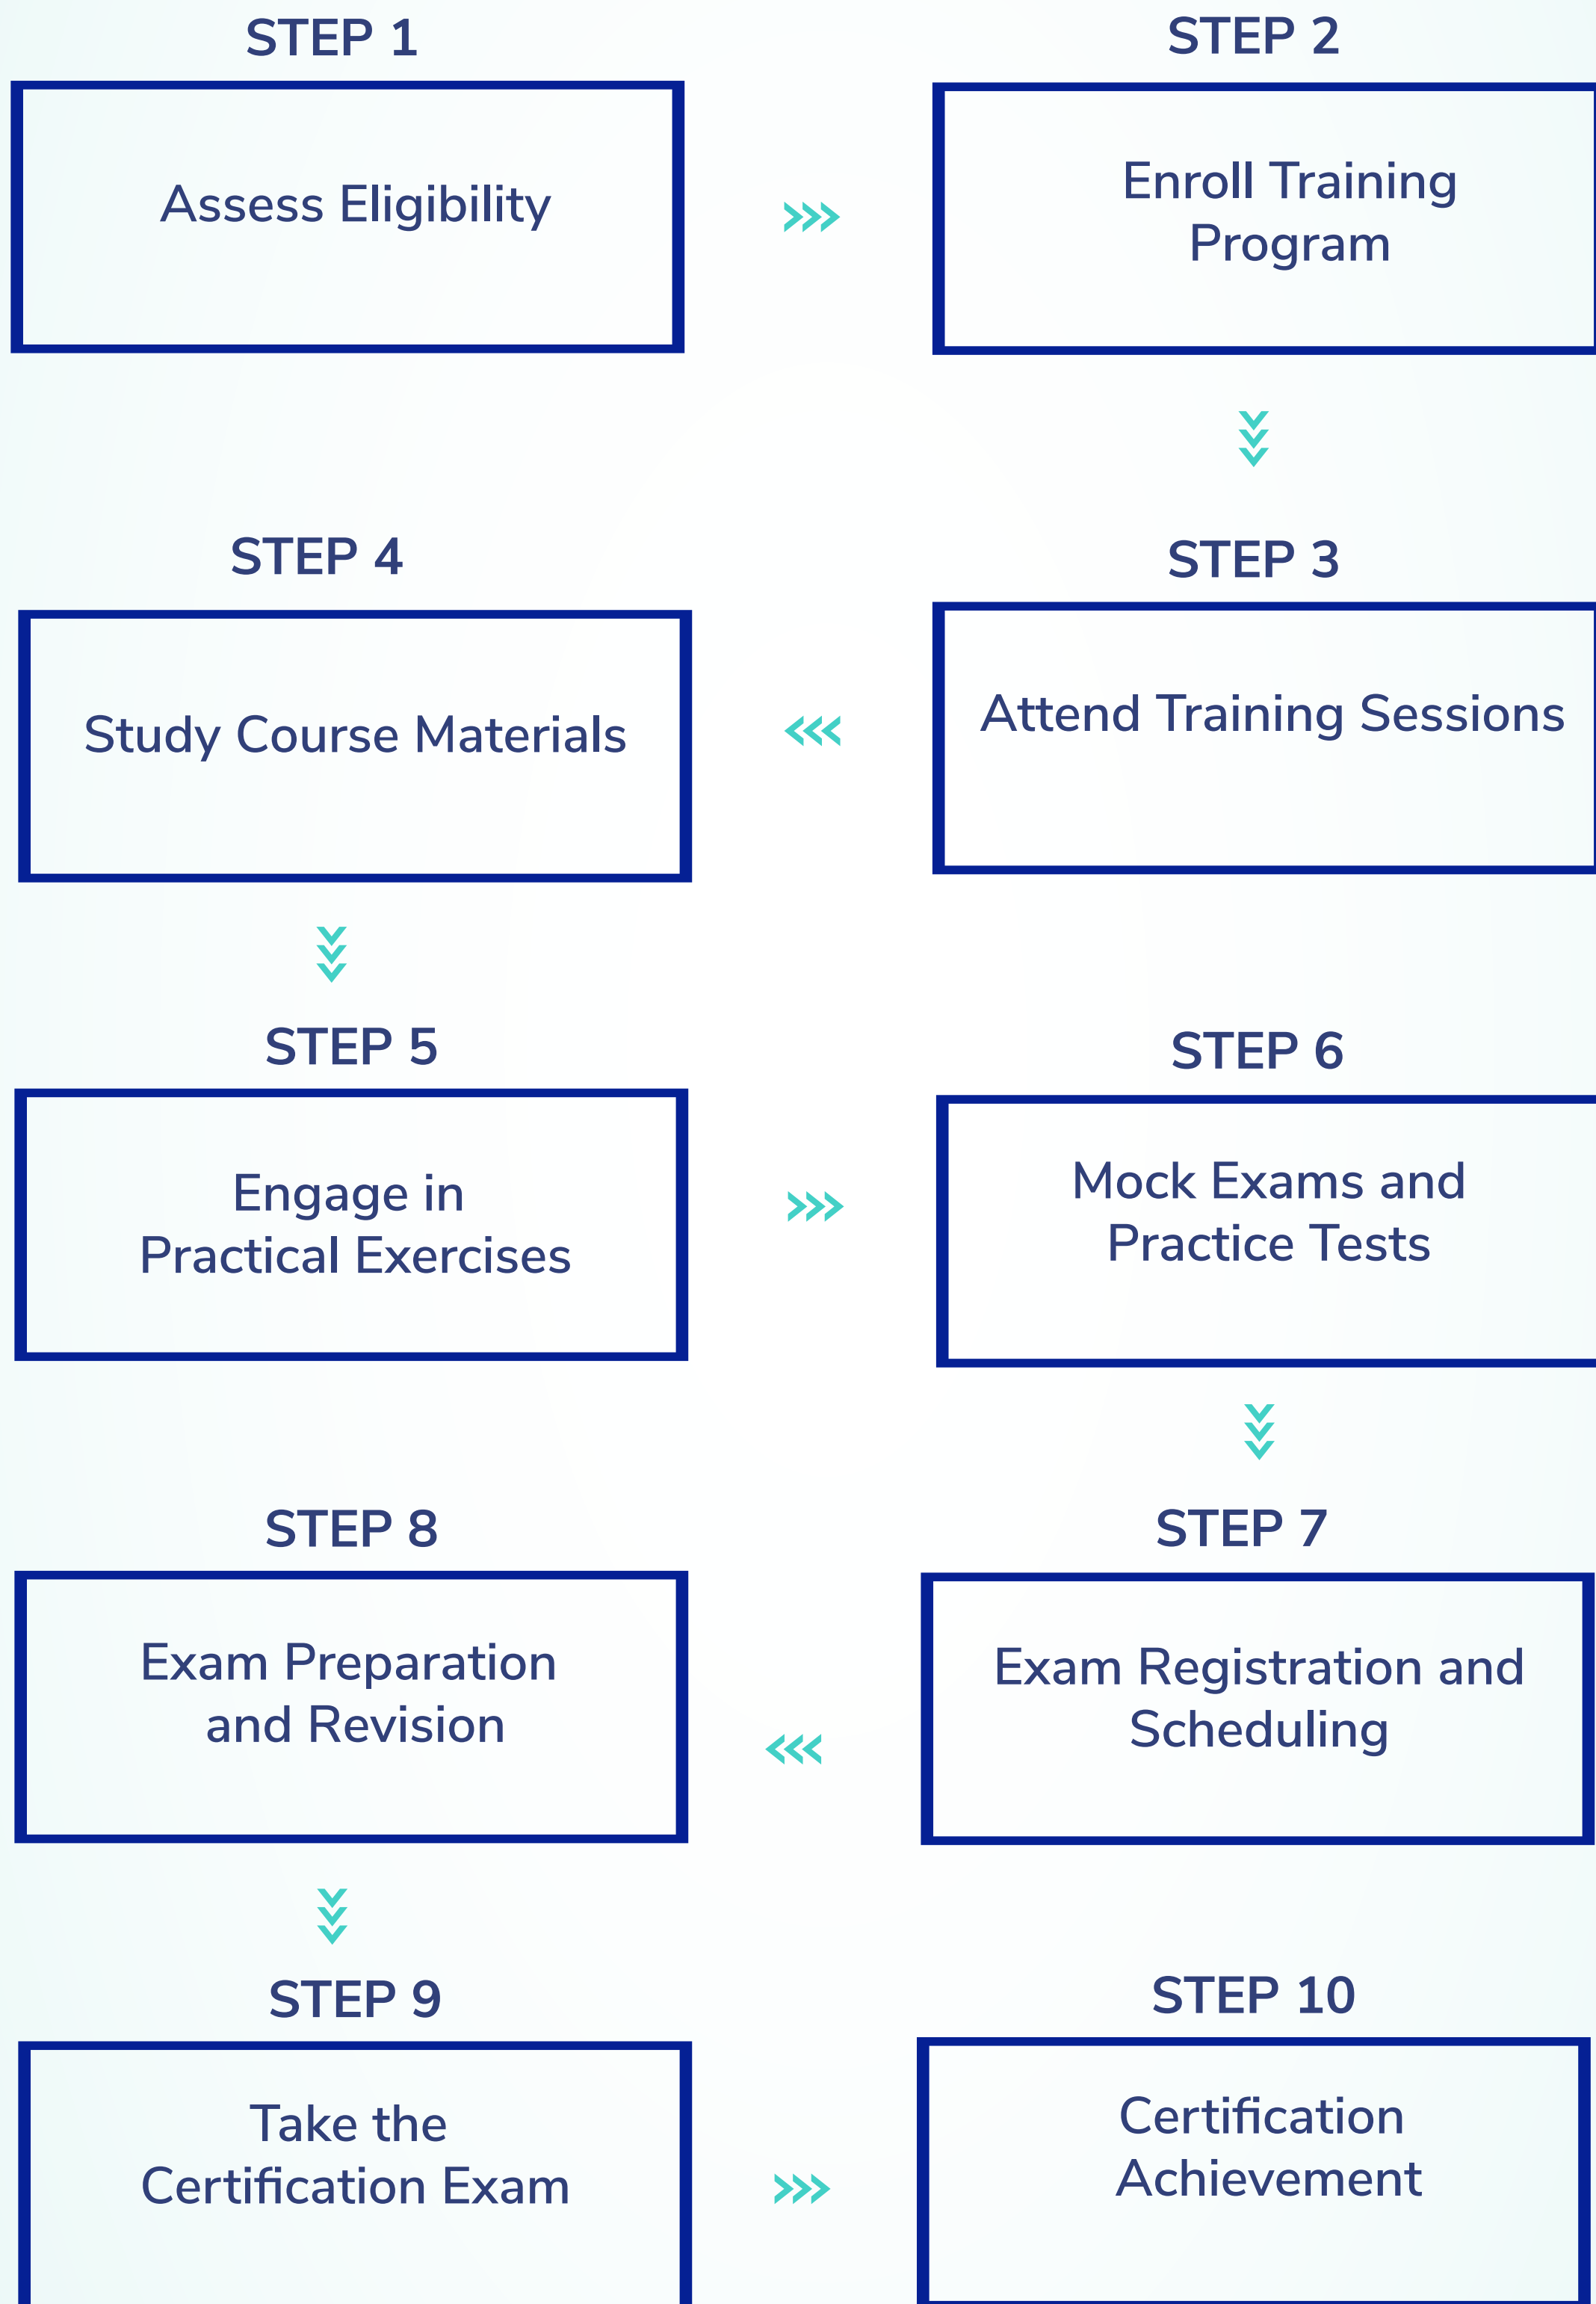 STEP 1
Assess Eligibility
STEP 2
Enroll Training
Program
STEP 3
Attend Training Sessions
STEP 4
Study Course Materials
STEP 5
Engage in
Practical Exercises
STEP 6
Mock Exams and
Practice Tests
STEP 7
Exam Registration and
Scheduling
STEP 8
Exam Preparation
and Revision
STEP 9
Take the
Certification Exam
STEP 10
Certification
Achievement